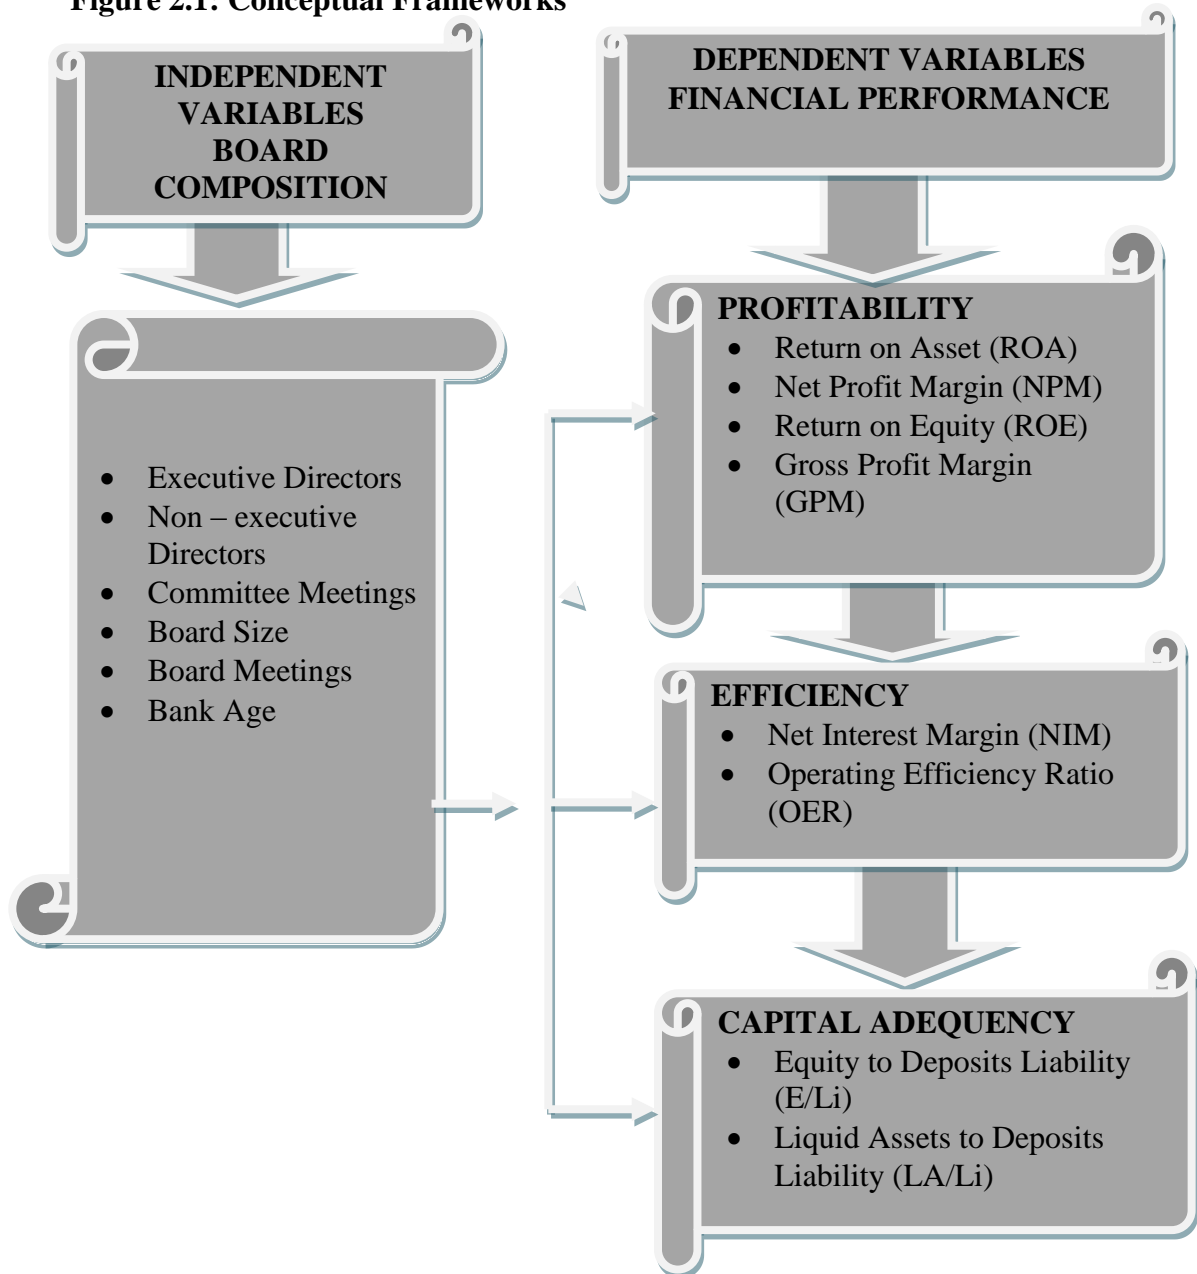 Figure 2.1: Conceptual Frameworks
INDEPENDENT
VARIABLES
BOARD
COMPOSITION
• Executive Directors
• Non – executive
Directors
• Committee Meetings
• Board Size
• Board Meetings
• Bank Age
DEPENDENT VARIABLES
FINANCIAL PERFORMANCE
PROFITABILITY
• Return on Asset (ROA)
• Net Profit Margin (NPM)
• Return on Equity (ROE)
• Gross Profit Margin
(GPM)
EFFICIENCY
• Net Interest Margin (NIM)
• Operating Efficiency Ratio
(OER)
CAPITAL ADEQUENCY
• Equity to Deposits Liability
(E/Li)
• Liquid Assets to Deposits
Liability (LA/Li)